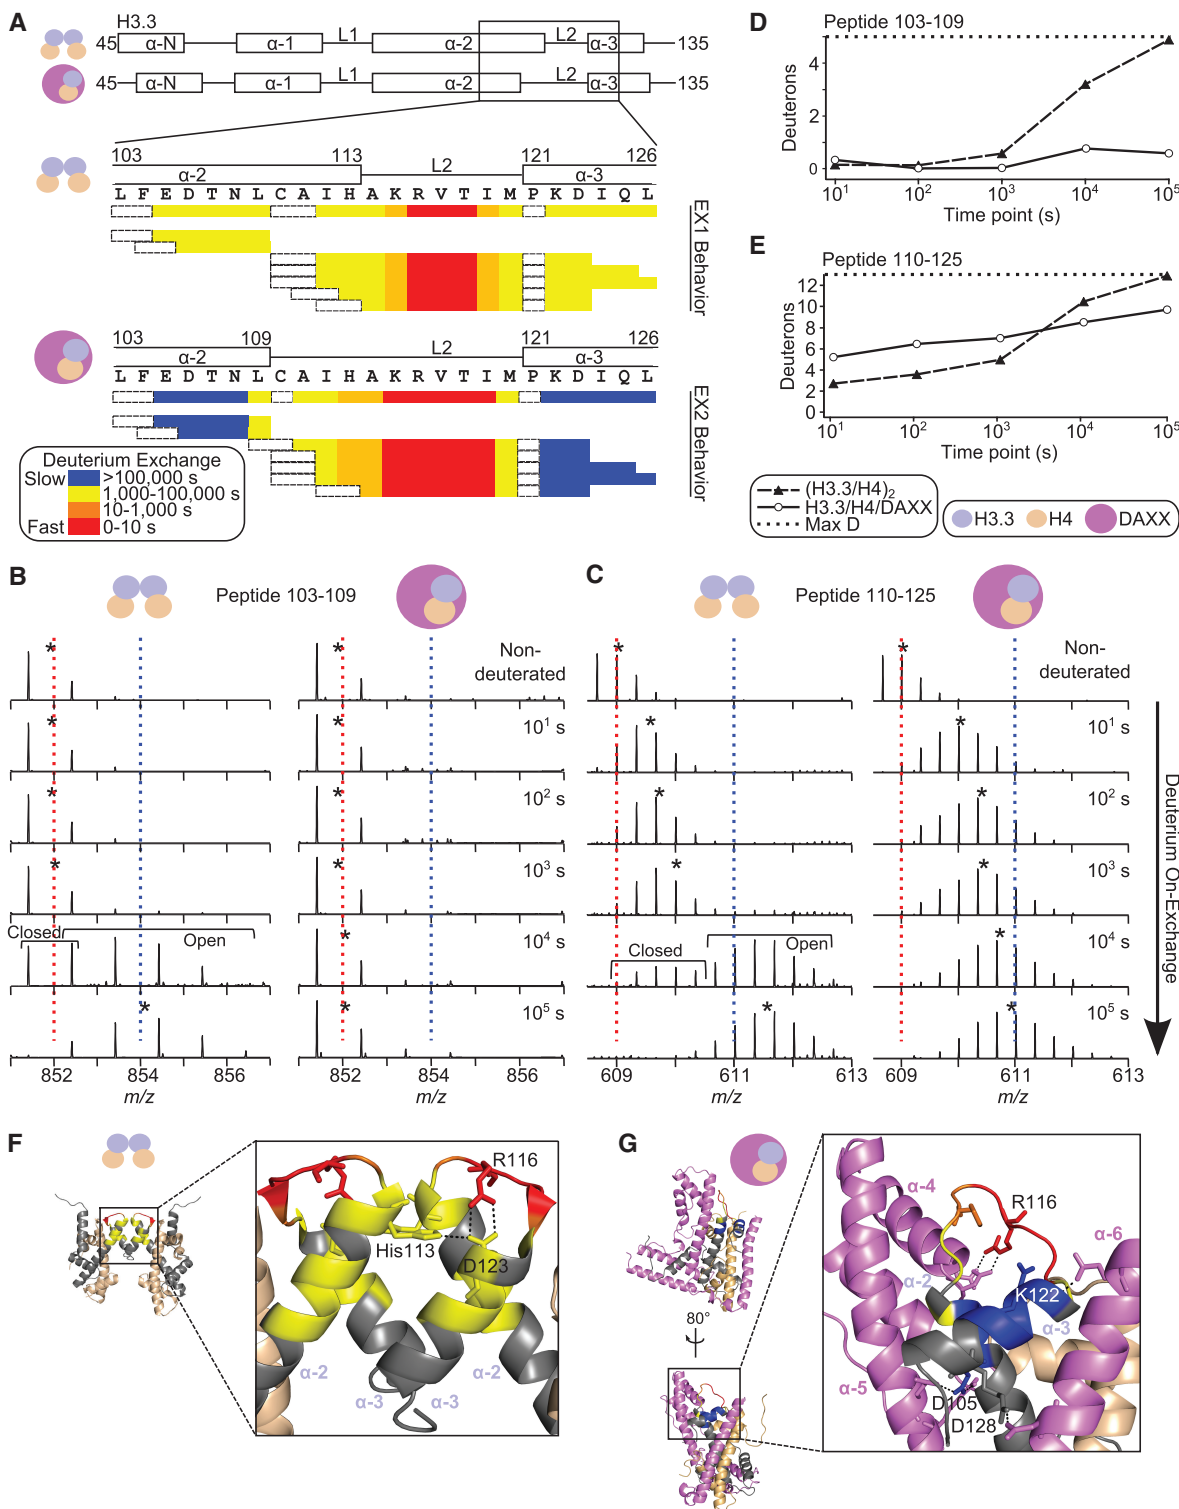 A
H3.3
45 α-N α-1 L1 α-2 L2 α-3 135
45 α-N α-1 L1 α-2 L2 α-3 135
103 113 121 126
α-2 L2 α-3
L F E D T N L C A I H A K R V T I M P K D I Q L
EX1 Behavior
103 109 121 126
α-2 L2 α-3
L F E D T N L C A I H A K R V T I M P K D I Q L
EX2 Behavior
Deuterium Exchange
Slow >100,000 s
1,000-100,000 s
10-1,000 s
Fast 0-10 s
D
Peptide 103-109
Deuterons
4
2
0
10¹ 10² 10³ 10⁴ 10⁵
Time point (s)
E
Peptide 110-125
Deuterons
12
10
8
6
4
2
0
10¹ 10² 10³ 10⁴ 10⁵
Time point (s)
(H3.3/H4)₂
H3.3/H4/DAXX
Max D
H3.3 H4 DAXX
B
Peptide 103-109
* *
Non-deuterated
* * 10¹ s
* * 10² s
* * 10³ s
Closed Open * 10⁴ s
* * 10⁵ s
852 854 856 852 854 856
m/z m/z
C
Peptide 110-125
* *
Non-deuterated
* * 10¹ s
* * 10² s
* * 10³ s
Closed Open * 10⁴ s
* * 10⁵ s
609 611 613 609 611 613
m/z m/z
Deuterium On-Exchange
F
R116
His113
D123
α-2 α-3 α-3 α-2
G
80°
α-4
R116
α-6
α-2
K122
α-3
α-5
D105
D128